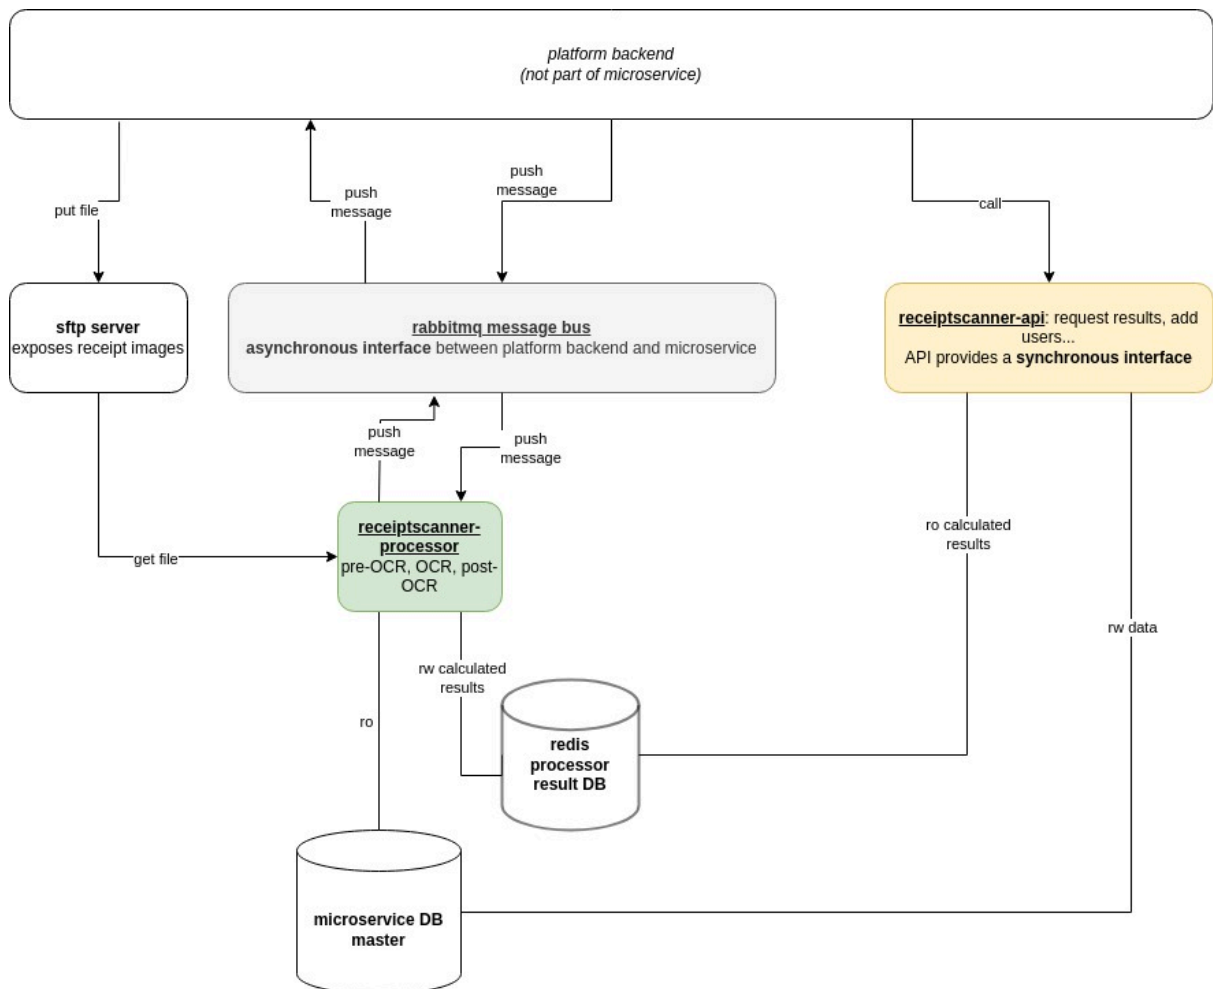 platform backend
(not part of microservice)
push
message
push
message
put file
call
sftp server
exposes receipt images
rabbitmq message bus
asynchronous interface between platform backend and microservice
receiptscanner-api: request results, add
users...
API provides a synchronous interface
push
message
push
message
receiptscanner-
processor
pre-OCR, OCR, post-
OCR
get file
ro calculated
results
rw data
rw calculated
results
ro
redis
processor
result DB
microservice DB
master